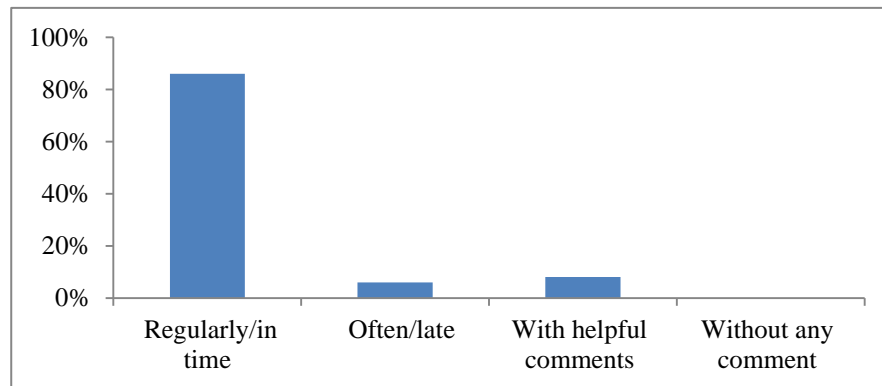 100%
80%
60%
40%
20%
0%
Regularly/in
time
Often/late
With helpful
comments
Without any
comment